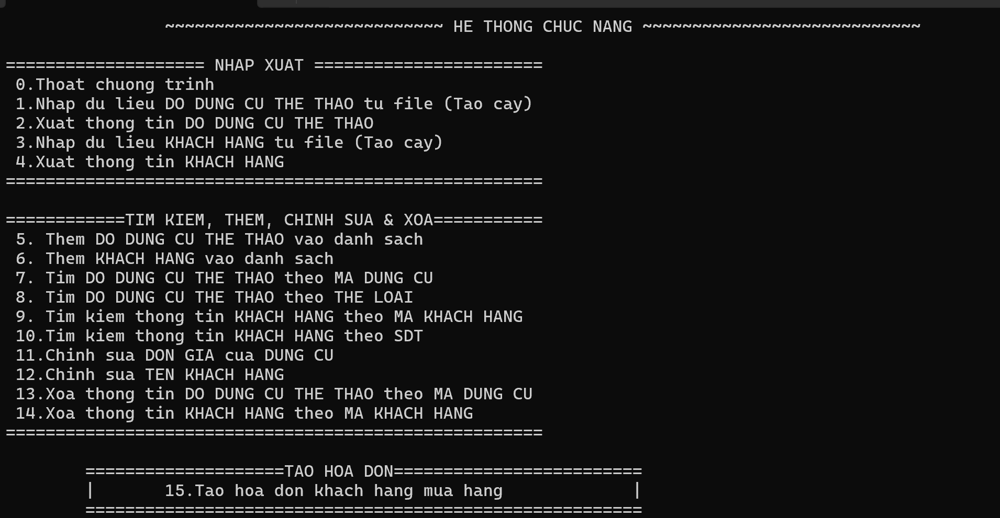 ~~~~~~~~~~~~~~~~~~~~~~~~~~~~ HE THONG CHUC NANG ~~~~~~~~~~~~~~~~~~~~~~~~~~~~
==================== NHAP XUAT =======================
0.Thoat chuong trinh
1.Nhap du lieu DO DUNG CU THE THAO tu file (Tao cay)
2.Xuat thong tin DO DUNG CU THE THAO
3.Nhap du lieu KHACH HANG tu file (Tao cay)
4.Xuat thong tin KHACH HANG
======================================================
============TIM KIEM, THEM, CHINH SUA & XOA===========
5. Them DO DUNG CU THE THAO vao danh sach
6. Them KHACH HANG vao danh sach
7. Tim DO DUNG CU THE THAO theo MA DUNG CU
8. Tim DO DUNG CU THE THAO theo THE LOAI
9. Tim kiem thong tin KHACH HANG theo MA KHACH HANG
10.Tim kiem thong tin KHACH HANG theo SDT
11.Chinh sua DON GIA cua DUNG CU
12.Chinh sua TEN KHACH HANG
13.Xoa thong tin DO DUNG CU THE THAO theo MA DUNG CU
14.Xoa thong tin KHACH HANG theo MA KHACH HANG
======================================================
====================TAO HOA DON=========================
|       15.Tao hoa don khach hang mua hang             |
========================================================